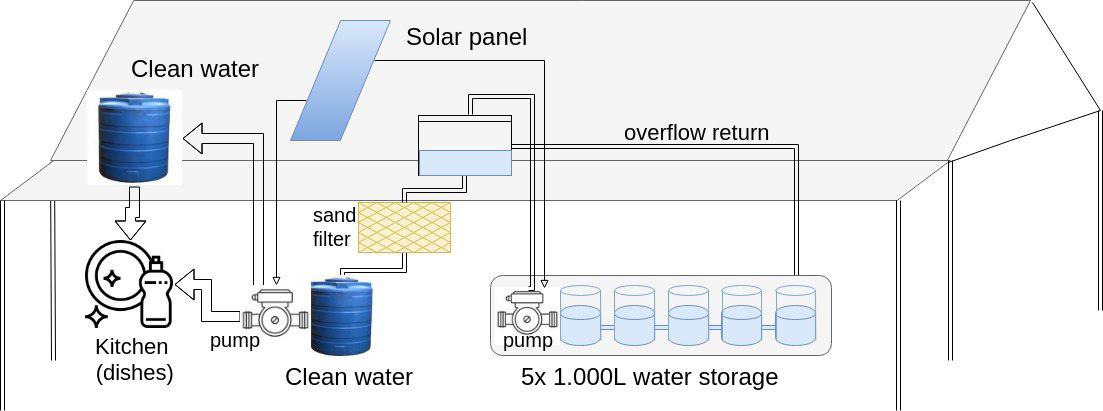 Solar panel
Clean water
overflow return
sand
filter
pump
pump
Kitchen
(dishes)
Clean water
5x 1.000L water storage